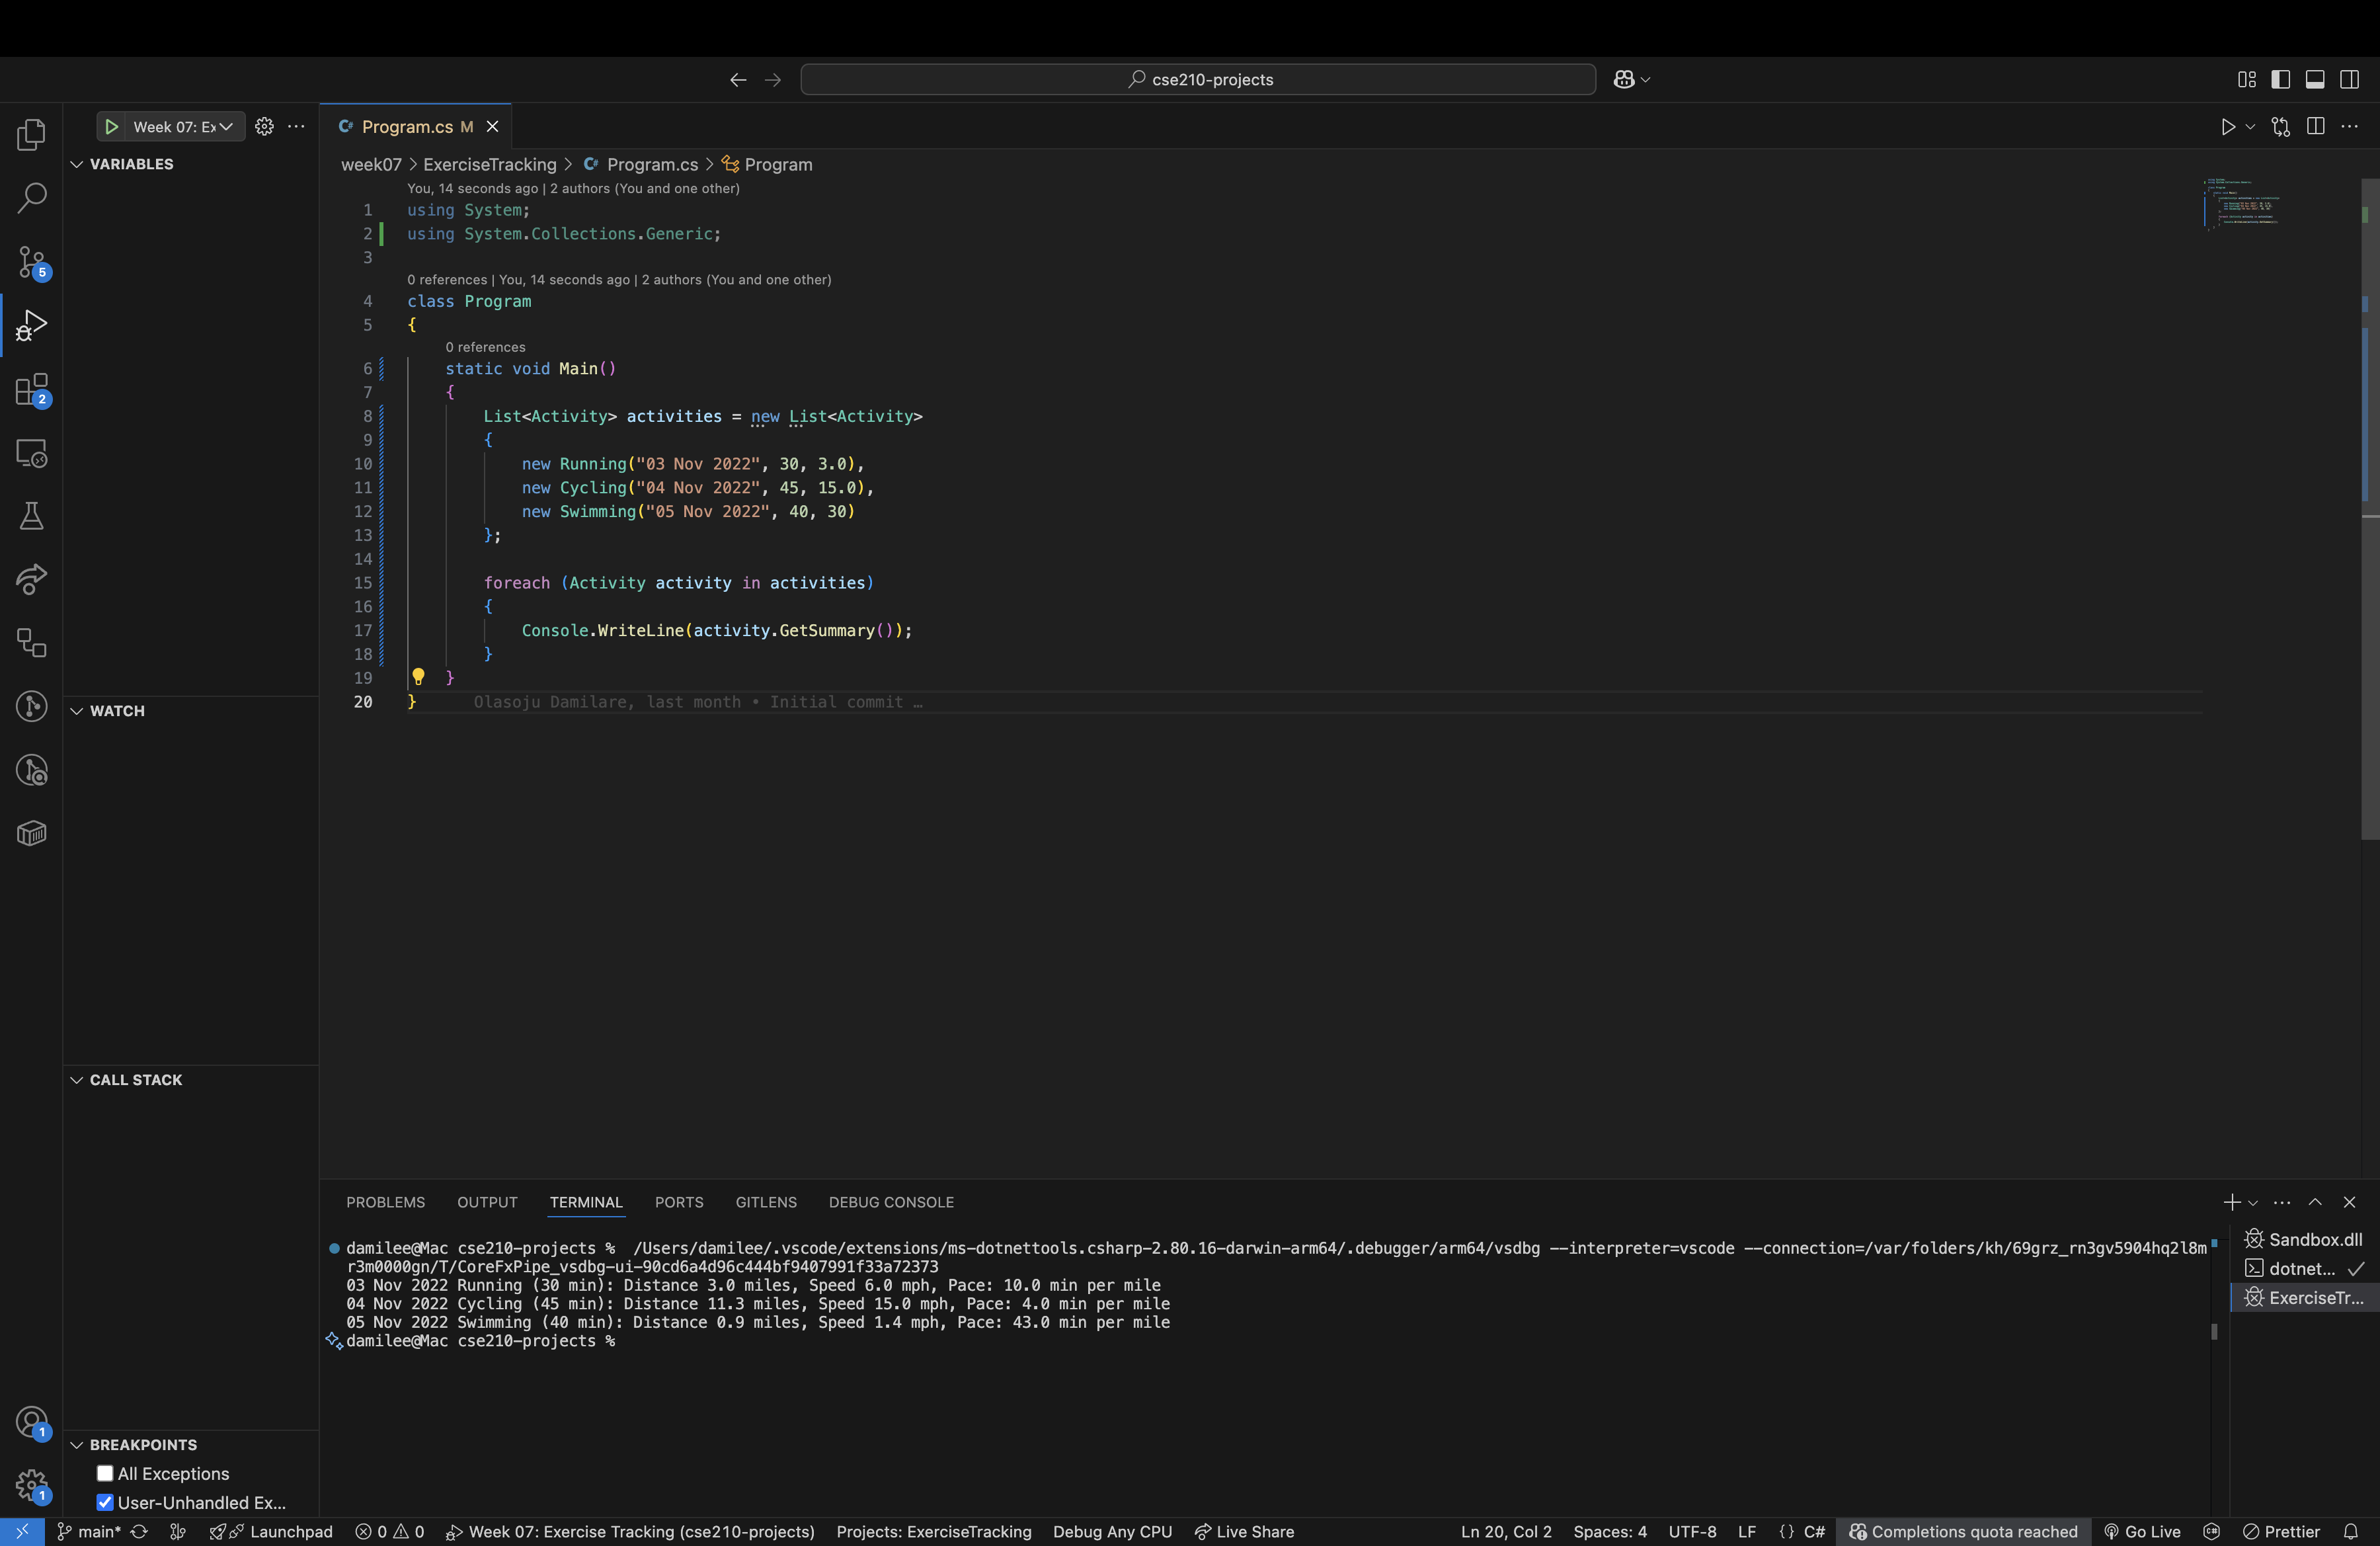 cse210-projects
Week 07: Ex
VARIABLES
WATCH
CALL STACK
BREAKPOINTS
All Exceptions
User-Unhandled Ex...
5
2
1
1
Program.cs M
week07 > ExerciseTracking > Program.cs > Program
You, 14 seconds ago | 2 authors (You and one other)
1 using System;
2 using System.Collections.Generic;
3
0 references | You, 14 seconds ago | 2 authors (You and one other)
4 class Program
5 {
0 references
6 static void Main()
7 {
8 List<Activity> activities = new List<Activity>
9 {
10 new Running("03 Nov 2022", 30, 3.0),
11 new Cycling("04 Nov 2022", 45, 15.0),
12 new Swimming("05 Nov 2022", 40, 30)
13 };
14
15 foreach (Activity activity in activities)
16 {
17 Console.WriteLine(activity.GetSummary());
18 }
19 }
20 } Olasoju Damilare, last month • Initial commit …
PROBLEMS OUTPUT TERMINAL PORTS GITLENS DEBUG CONSOLE
damilee@Mac cse210-projects % /Users/damilee/.vscode/extensions/ms-dotnettools.csharp-2.80.16-darwin-arm64/.debugger/arm64/vsdbg --interpreter=vscode --connection=/var/folders/kh/69grz_rn3gv5904hq2l8m
r3m0000gn/T/CoreFxPipe_vsdbg-ui-90cd6a4d96c444bf9407991f33a72373
03 Nov 2022 Running (30 min): Distance 3.0 miles, Speed 6.0 mph, Pace: 10.0 min per mile
04 Nov 2022 Cycling (45 min): Distance 11.3 miles, Speed 15.0 mph, Pace: 4.0 min per mile
05 Nov 2022 Swimming (40 min): Distance 0.9 miles, Speed 1.4 mph, Pace: 43.0 min per mile
damilee@Mac cse210-projects %
Sandbox.dll
dotnet...
ExerciseTr...
main* Launchpad 0 0 Week 07: Exercise Tracking (cse210-projects) Projects: ExerciseTracking Debug Any CPU Live Share Ln 20, Col 2 Spaces: 4 UTF-8 LF {} C# Completions quota reached Go Live Prettier